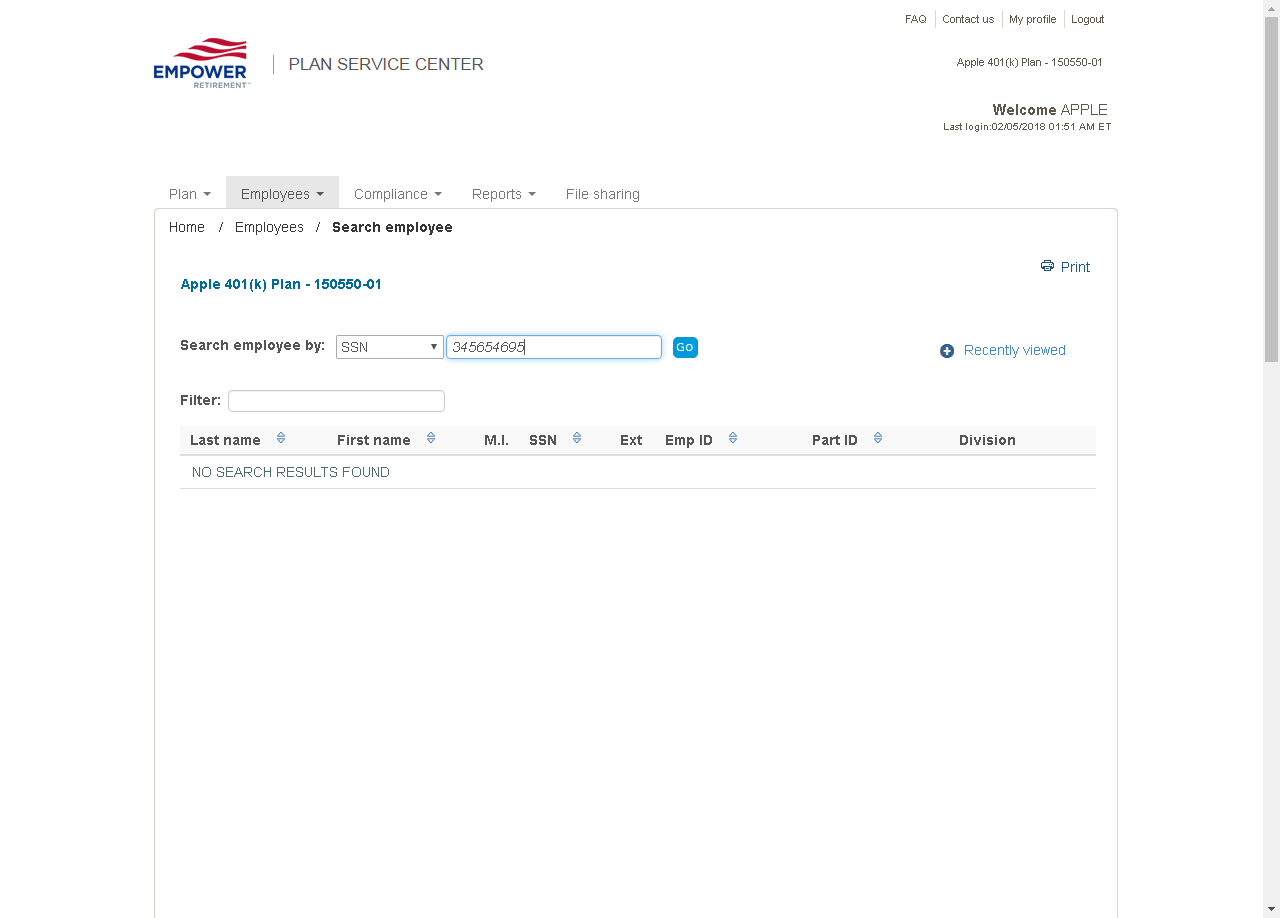 FAQ Contact us My profile Logout
EMPOWER
RETIREMENT™
PLAN SERVICE CENTER
Apple 401(k) Plan - 150550-01
Welcome APPLE
Last login:02/05/2018 01:51 AM ET
Plan Employees Compliance Reports File sharing
Home / Employees / Search employee
Print
Apple 401(k) Plan - 150550-01
Search employee by: SSN 345654695 GO
Recently viewed
Filter:
Last name First name M.I. SSN Ext Emp ID Part ID Division
NO SEARCH RESULTS FOUND